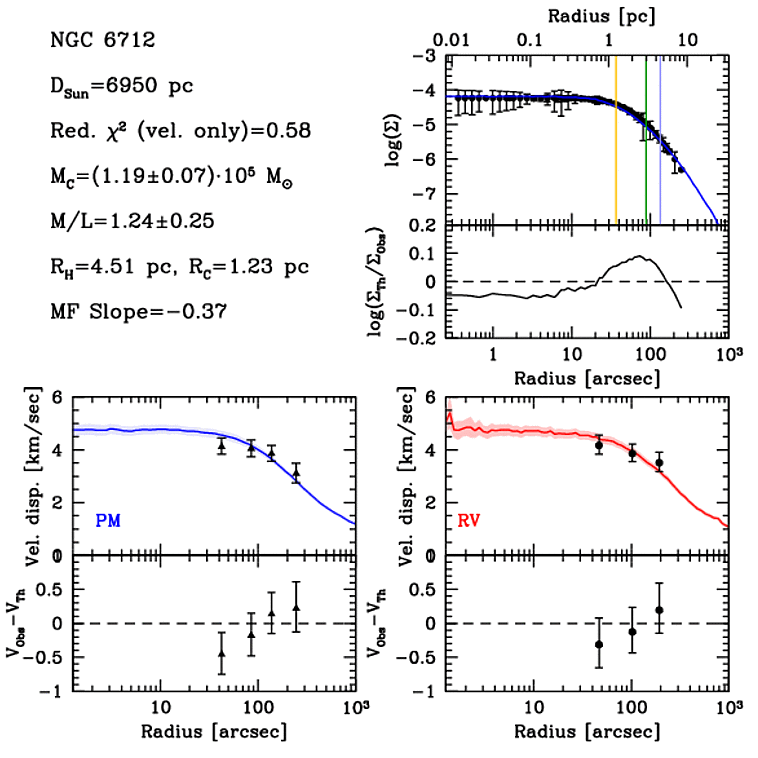 NGC 6712
D_Sun=6950 pc
Red. χ² (vel. only)=0.58
M_C=(1.19±0.07)·10⁵ M_⊙
M/L=1.24±0.25
R_H=4.51 pc, R_C=1.23 pc
MF Slope=−0.37
Radius [pc]
0.01 0.1 1 10
−3
−4
−5
−6
−7
log(Σ)
0.2
0.1
0
−0.1
−0.2
log(Σ_Th/Σ_Obs)
1 10 100 10³
Radius [arcsec]
6
4
2
0
Vel. disp. [km/sec]
PM
0.5
0
−0.5
−1
V_Obs−V_Th
10 100 10³
Radius [arcsec]
6
4
2
0
Vel. disp. [km/sec]
RV
0.5
0
−0.5
−1
V_Obs−V_Th
10 100 10³
Radius [arcsec]